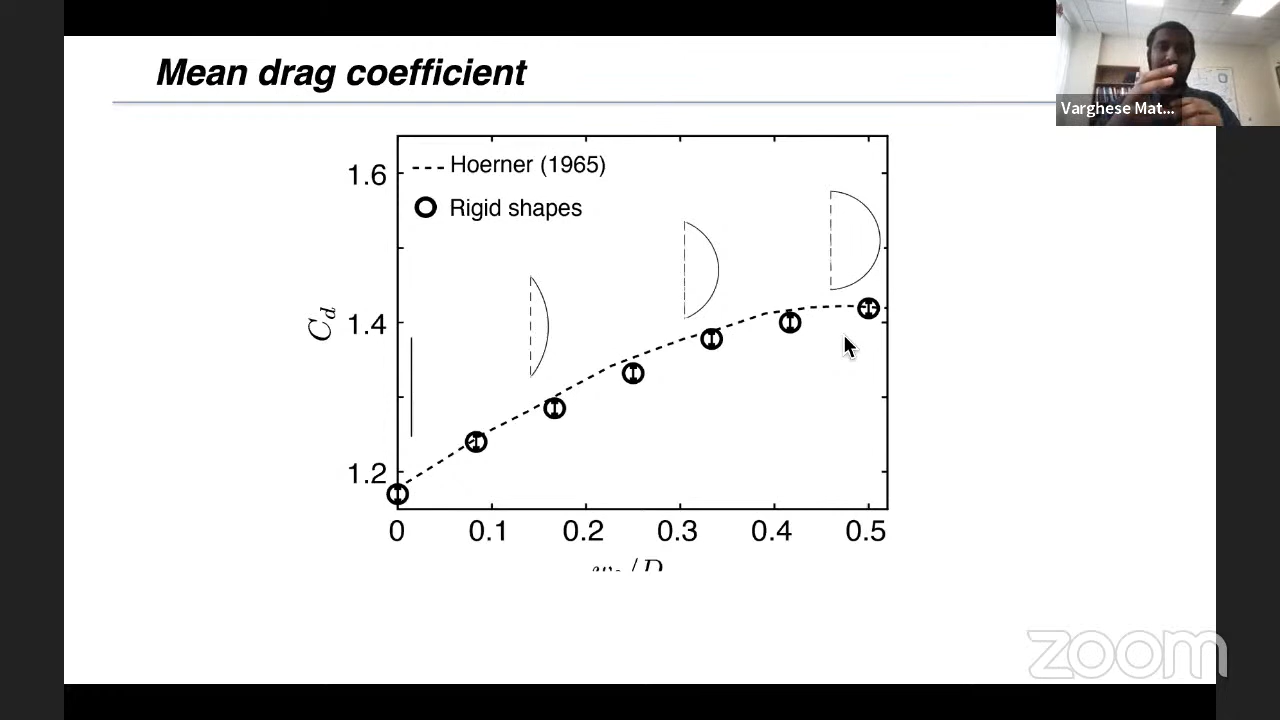 Mean drag coefficient
Varghese Mat...
Hoerner (1965)
Rigid shapes
1.6
1.4
1.2
C_d
0 0.1 0.2 0.3 0.4 0.5
zoom